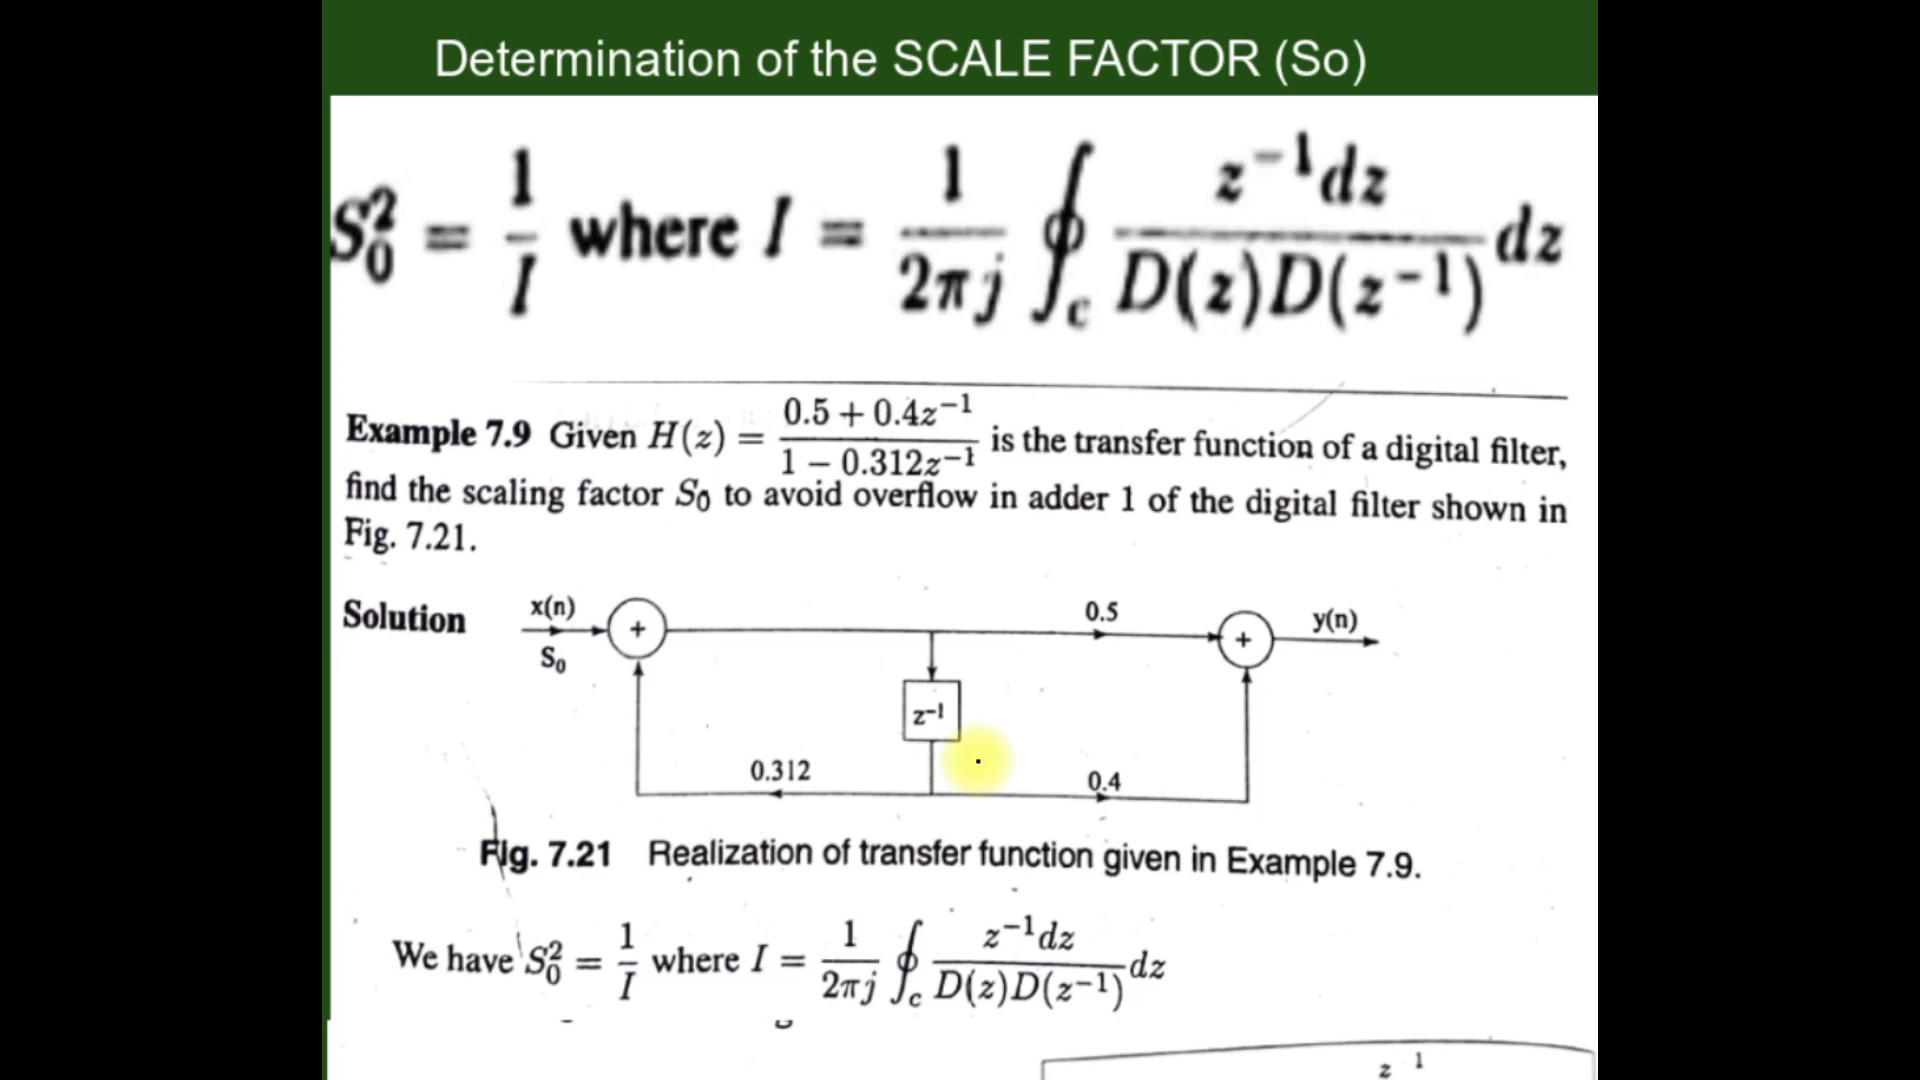 Determination of the SCALE FACTOR (So)
S₀² = 1/I where I = 1/2πj ∮c z⁻¹dz / D(z)D(z⁻¹) dz
Example 7.9 Given H(z) = 0.5 + 0.4z⁻¹ / 1 − 0.312z⁻¹ is the transfer function of a digital filter,
find the scaling factor S₀ to avoid overflow in adder 1 of the digital filter shown in
Fig. 7.21.
Solution
x(n)
S₀
+
0.5
+
y(n)
z⁻¹
0.312
0.4
Fig. 7.21 Realization of transfer function given in Example 7.9.
We have S₀² = 1/I where I = 1/2πj ∮c z⁻¹dz / D(z)D(z⁻¹) dz
z 1